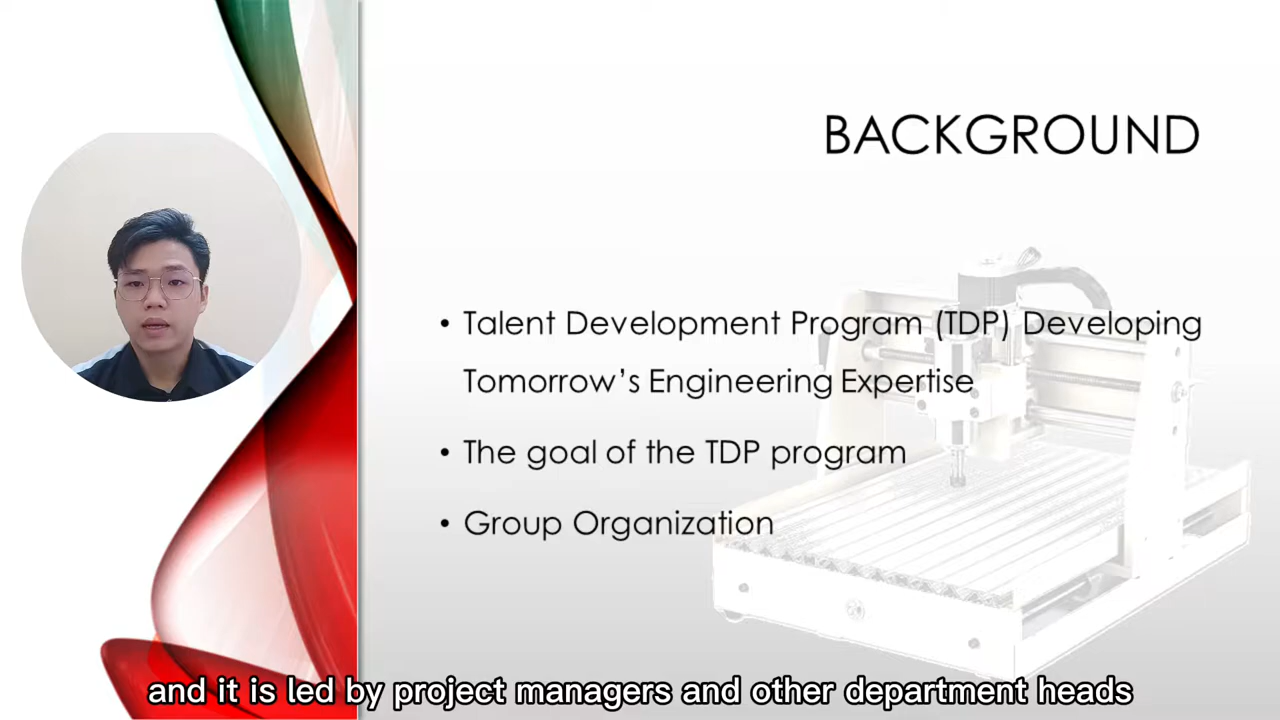 BACKGROUND
• Talent Development Program (TDP) Developing
Tomorrow’s Engineering Expertise
• The goal of the TDP program
• Group Organization
and it is led by project managers and other department heads